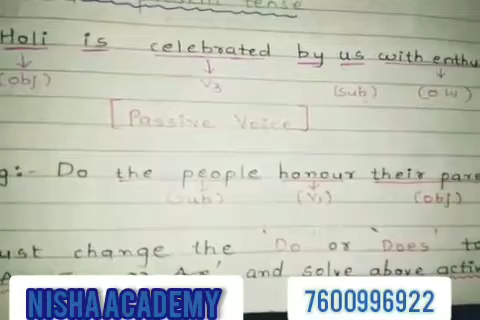 tense
Holi is celebrated by us with enthu
(obj) V3 (sub) (OW)
[Passive Voice]
g:- Do the people honour their pare
(sub) (V1) (obj)
ust change the 'Do' or 'Does' to
and solve above activ
NISHA ACADEMY
7600996922